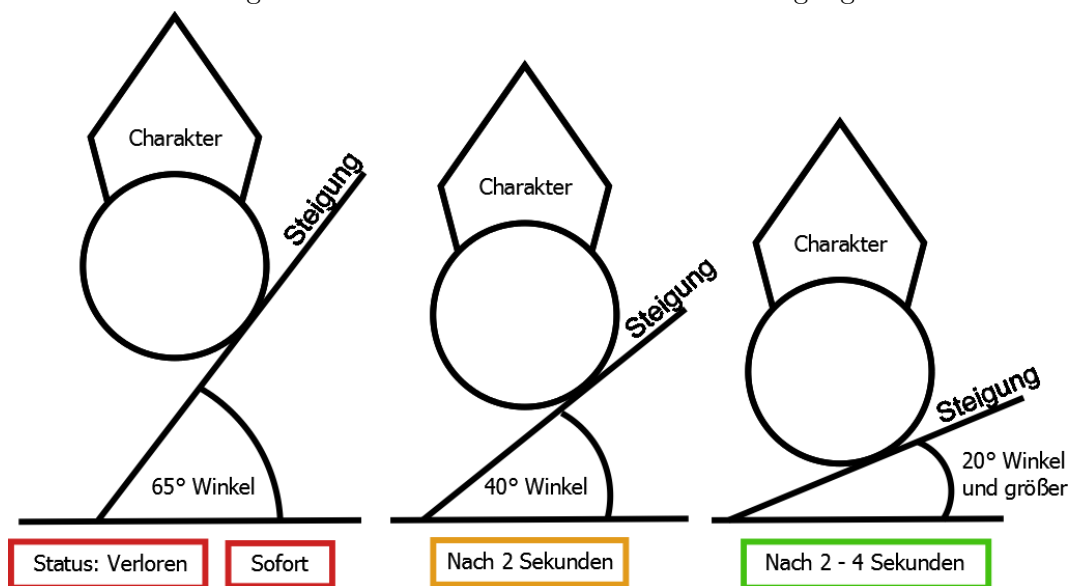 Charakter
Steigung
65° Winkel
Status: Verloren
Sofort
Charakter
Steigung
40° Winkel
Nach 2 Sekunden
Charakter
Steigung
20° Winkel
und größer
Nach 2 - 4 Sekunden